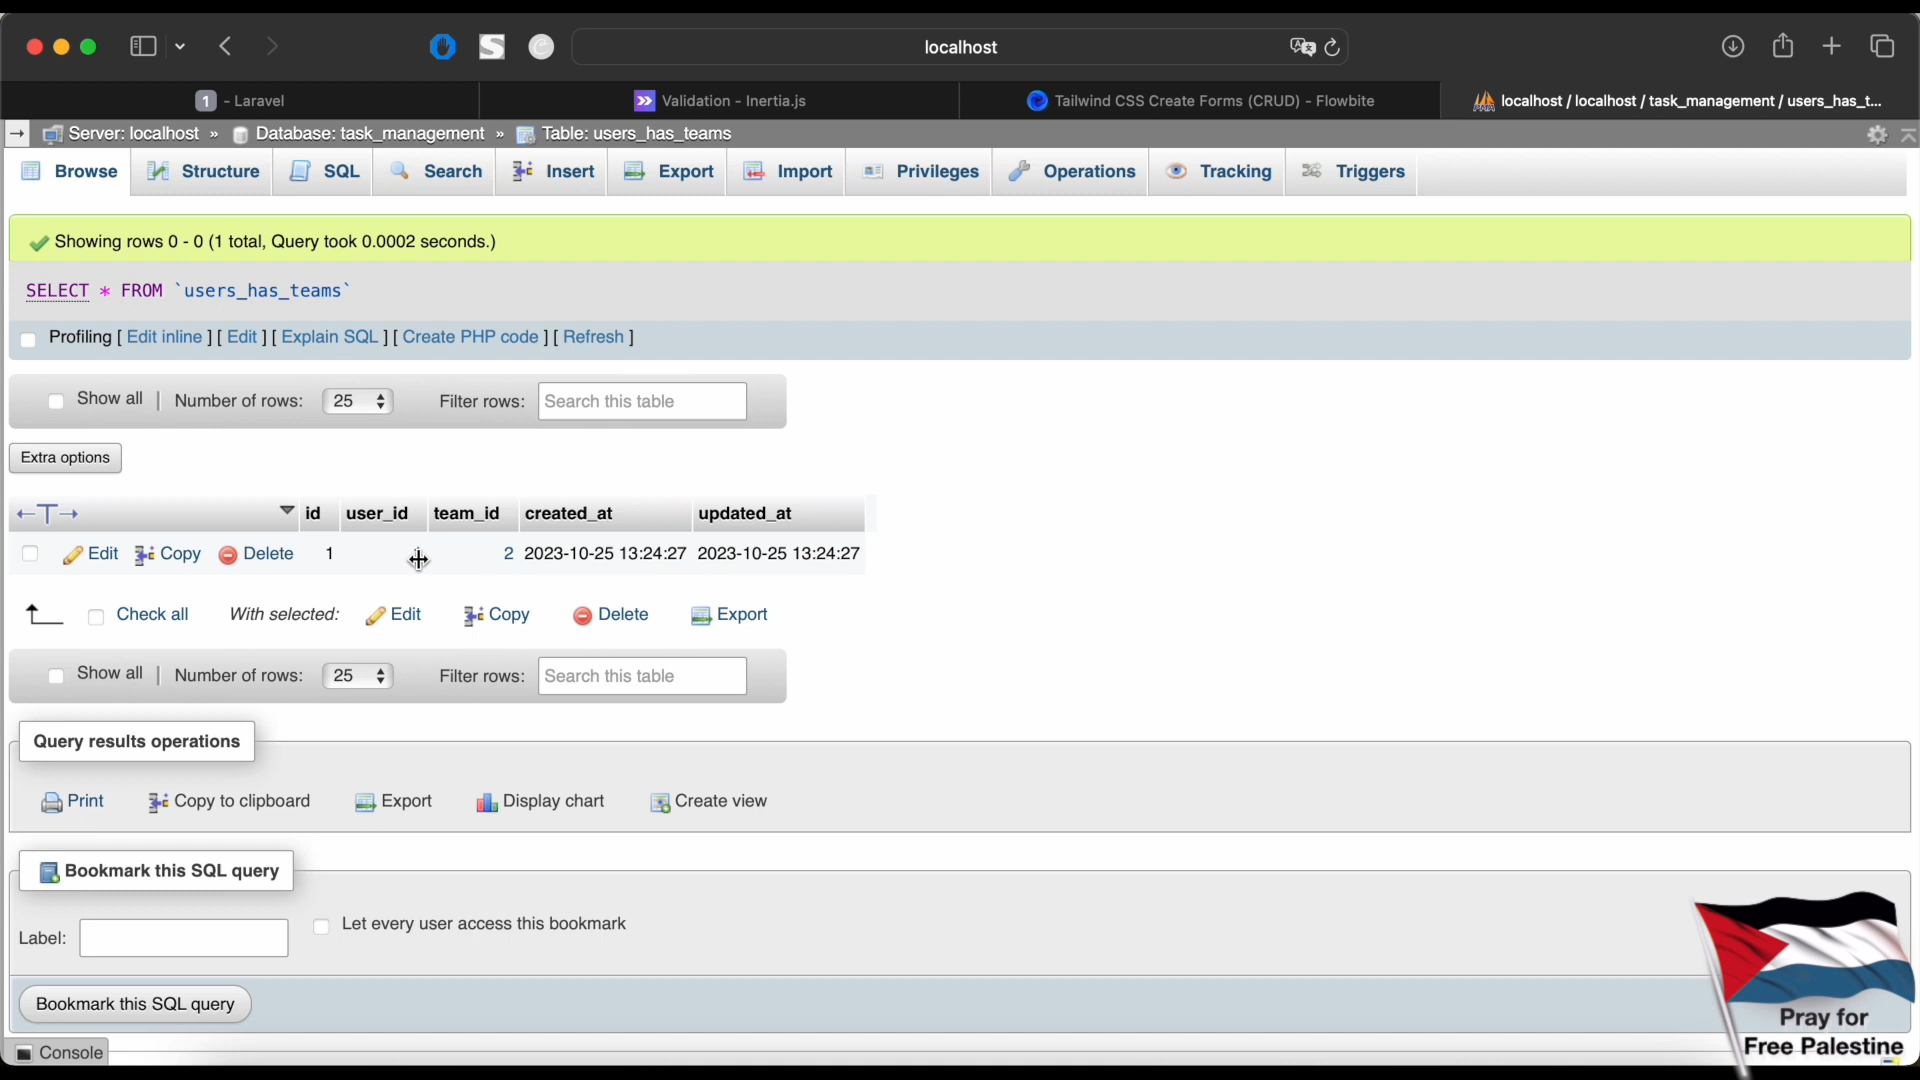 localhost
1 - Laravel
Validation - Inertia.js
Tailwind CSS Create Forms (CRUD) - Flowbite
localhost / localhost / task_management / users_has_t...
Server: localhost » Database: task_management » Table: users_has_teams
Browse Structure SQL Search Insert Export Import Privileges Operations Tracking Triggers
Showing rows 0 - 0 (1 total, Query took 0.0002 seconds.)
SELECT * FROM `users_has_teams`
Profiling [ Edit inline ] [ Edit ] [ Explain SQL ] [ Create PHP code ] [ Refresh ]
Show all | Number of rows: 25 Filter rows: Search this table
Extra options
←T→ id user_id team_id created_at updated_at
Edit Copy Delete 1 2 2023-10-25 13:24:27 2023-10-25 13:24:27
Check all With selected: Edit Copy Delete Export
Show all | Number of rows: 25 Filter rows: Search this table
Query results operations
Print Copy to clipboard Export Display chart Create view
Bookmark this SQL query
Label: Let every user access this bookmark
Bookmark this SQL query
Console
Pray for
Free Palestine